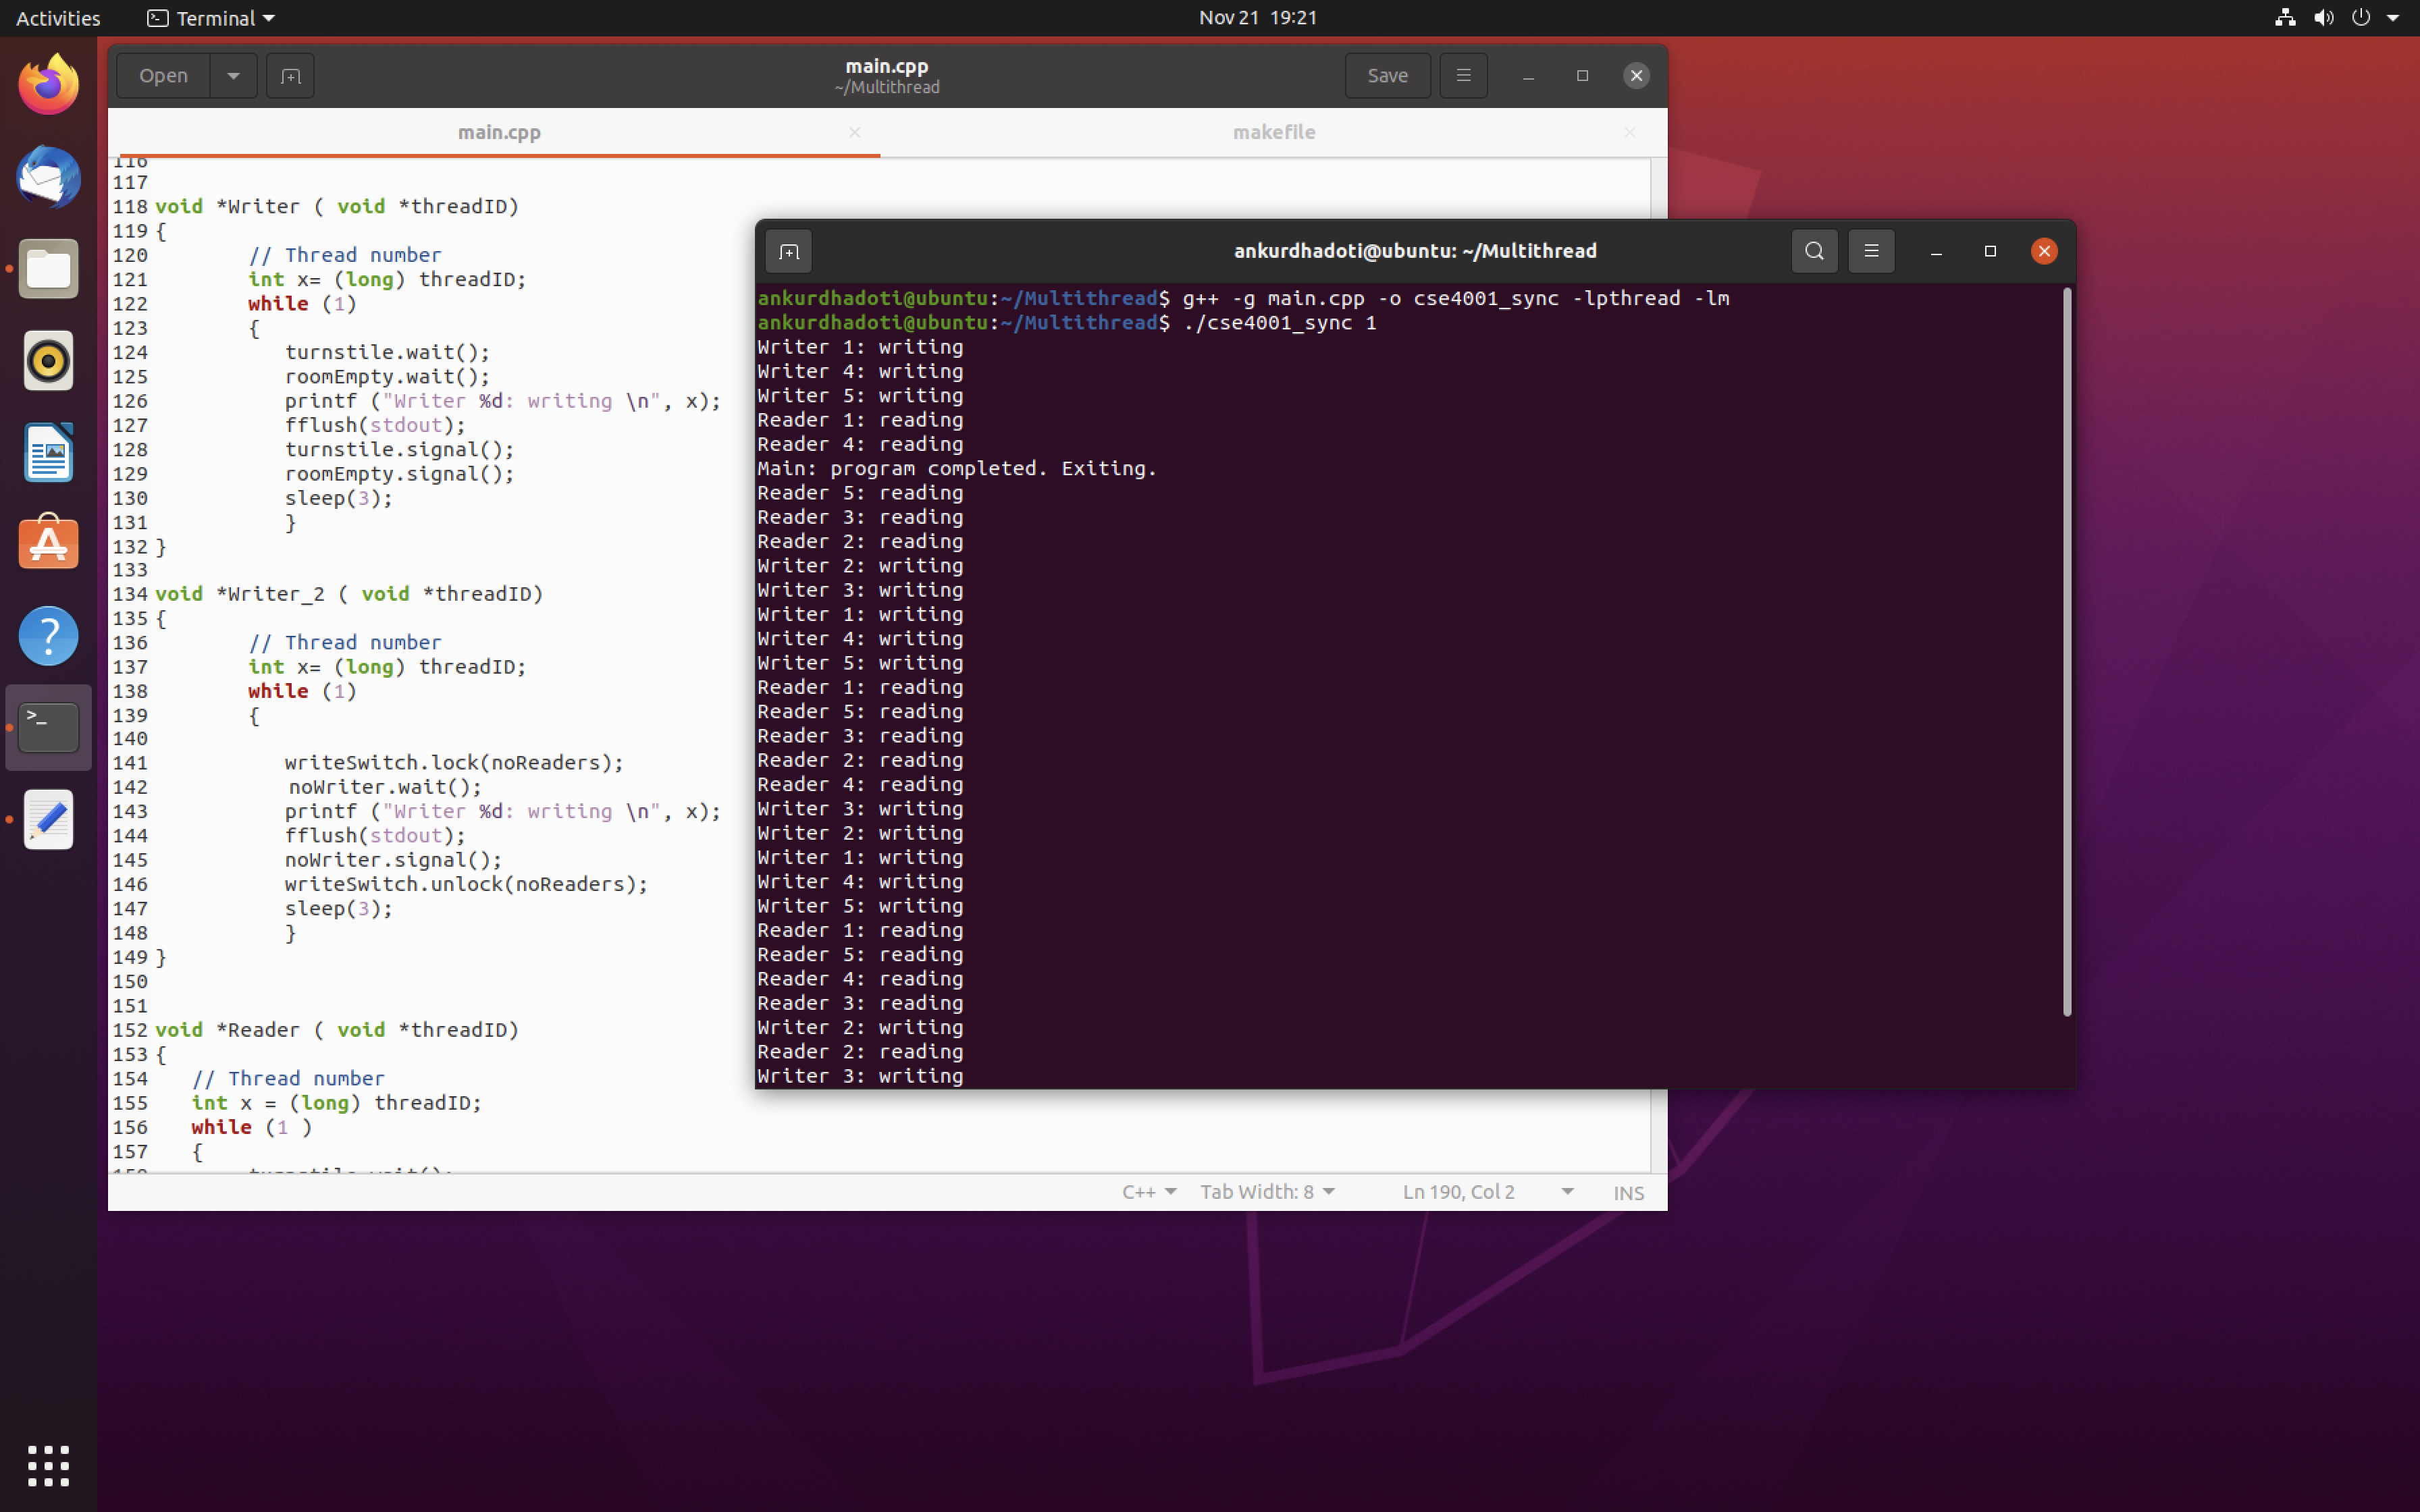 Activities
Terminal
Nov 21 19:21
Open
main.cpp
~/Multithread
Save
main.cpp
makefile
116
117
118 void *Writer ( void *threadID)
119 {
120 // Thread number
121 int x= (long) threadID;
122 while (1)
123 {
124 turnstile.wait();
125 roomEmpty.wait();
126 printf ("Writer %d: writing \n", x);
127 fflush(stdout);
128 turnstile.signal();
129 roomEmpty.signal();
130 sleep(3);
131 }
132 }
133
134 void *Writer_2 ( void *threadID)
135 {
136 // Thread number
137 int x= (long) threadID;
138 while (1)
139 {
140
141 writeSwitch.lock(noReaders);
142 noWriter.wait();
143 printf ("Writer %d: writing \n", x);
144 fflush(stdout);
145 noWriter.signal();
146 writeSwitch.unlock(noReaders);
147 sleep(3);
148 }
149 }
150
151
152 void *Reader ( void *threadID)
153 {
154 // Thread number
155 int x = (long) threadID;
156 while (1 )
157 {
C++ Tab Width: 8 Ln 190, Col 2 INS
ankurdhadoti@ubuntu: ~/Multithread
ankurdhadoti@ubuntu:~/Multithread$ g++ -g main.cpp -o cse4001_sync -lpthread -lm
ankurdhadoti@ubuntu:~/Multithread$ ./cse4001_sync 1
Writer 1: writing
Writer 4: writing
Writer 5: writing
Reader 1: reading
Reader 4: reading
Main: program completed. Exiting.
Reader 5: reading
Reader 3: reading
Reader 2: reading
Writer 2: writing
Writer 3: writing
Writer 1: writing
Writer 4: writing
Writer 5: writing
Reader 1: reading
Reader 5: reading
Reader 3: reading
Reader 2: reading
Reader 4: reading
Writer 3: writing
Writer 2: writing
Writer 1: writing
Writer 4: writing
Writer 5: writing
Reader 1: reading
Reader 5: reading
Reader 4: reading
Reader 3: reading
Writer 2: writing
Reader 2: reading
Writer 3: writing